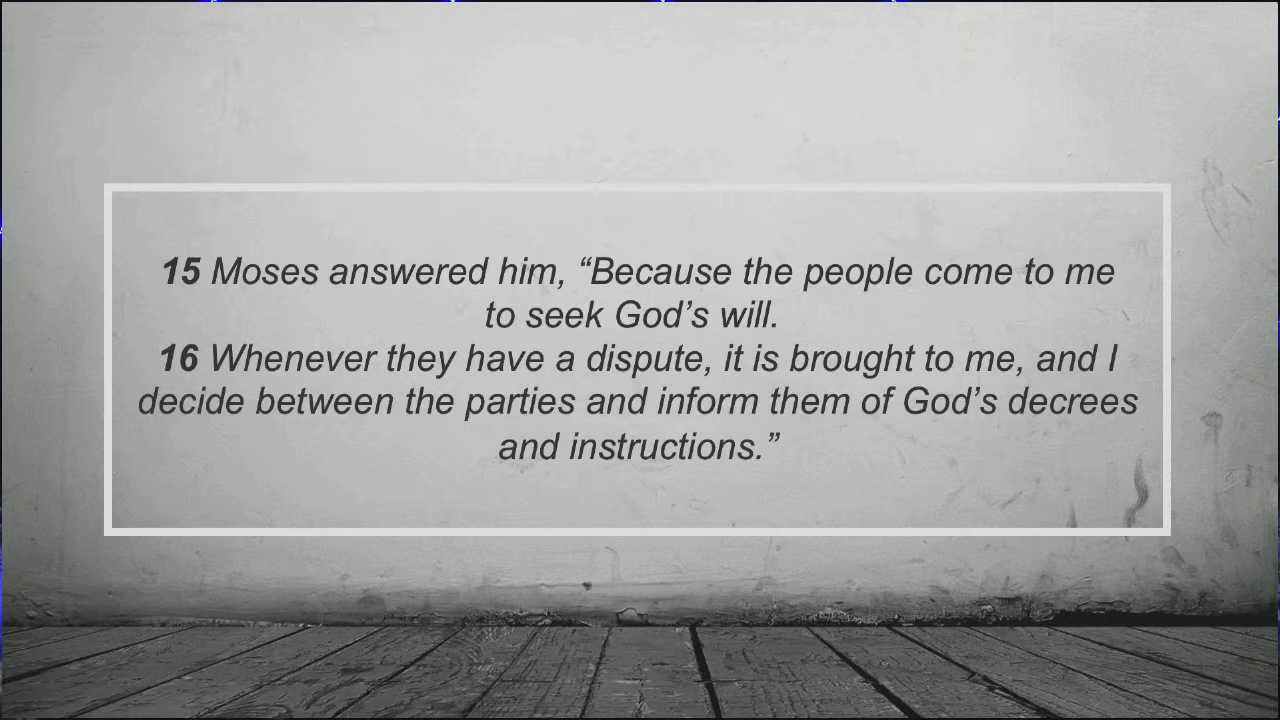 15 Moses answered him, “Because the people come to me
to seek God’s will.
16 Whenever they have a dispute, it is brought to me, and I
decide between the parties and inform them of God’s decrees
and instructions.”